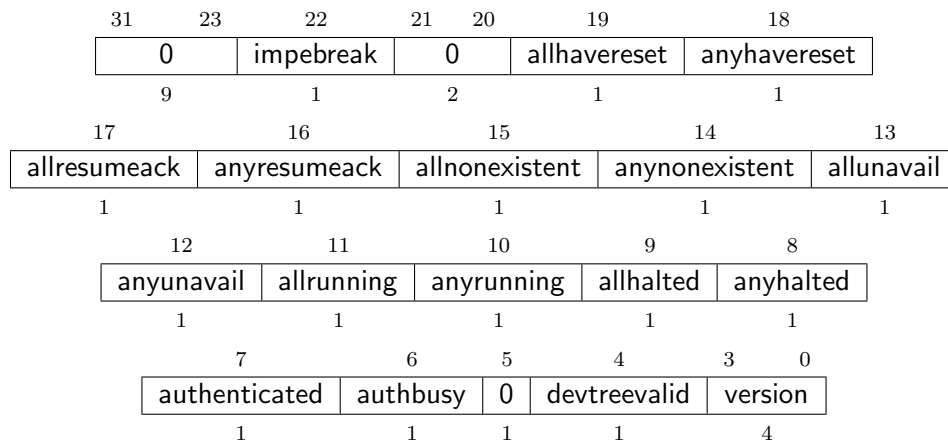 31 23 22 21 20 19 18
0 impebreak 0 allhavereset anyhavereset
9 1 2 1 1
17 16 15 14 13
allresumeack anyresumeack allnonexistent anynonexistent allunavail
1 1 1 1 1
12 11 10 9 8
anyunavail allrunning anyrunning allhalted anyhalted
1 1 1 1 1
7 6 5 4 3 0
authenticated authbusy 0 devtreevalid version
1 1 1 1 4